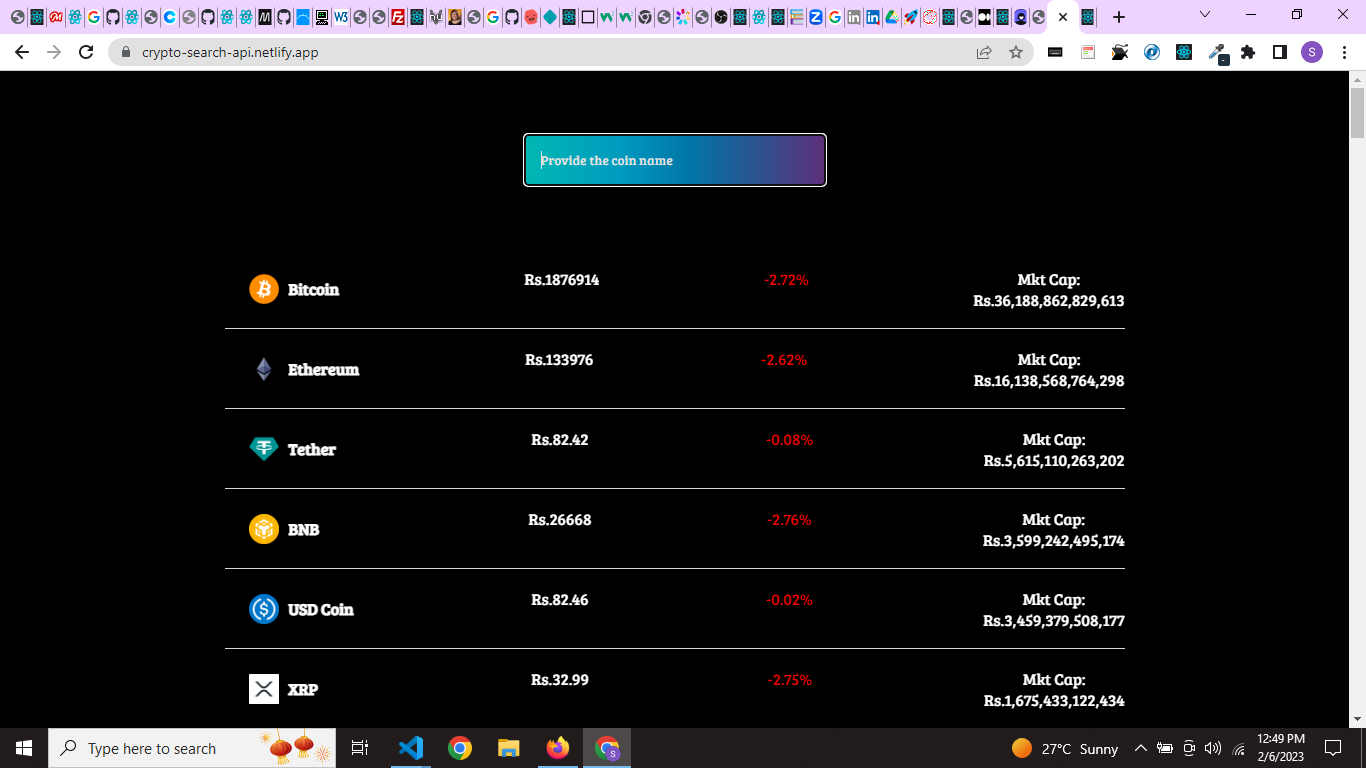 crypto-search-api.netlify.app
S
Provide the coin name
Bitcoin Rs.1876914 -2.72% Mkt Cap:
Rs.36,188,862,829,613
Ethereum Rs.133976 -2.62% Mkt Cap:
Rs.16,138,568,764,298
Tether Rs.82.42 -0.08% Mkt Cap:
Rs.5,615,110,263,202
BNB Rs.26668 -2.76% Mkt Cap:
Rs.3,599,242,495,174
USD Coin Rs.82.46 -0.02% Mkt Cap:
Rs.3,459,379,508,177
XRP Rs.32.99 -2.75% Mkt Cap:
Rs.1,675,433,122,434
Type here to search
27°C Sunny
12:49 PM
2/6/2023